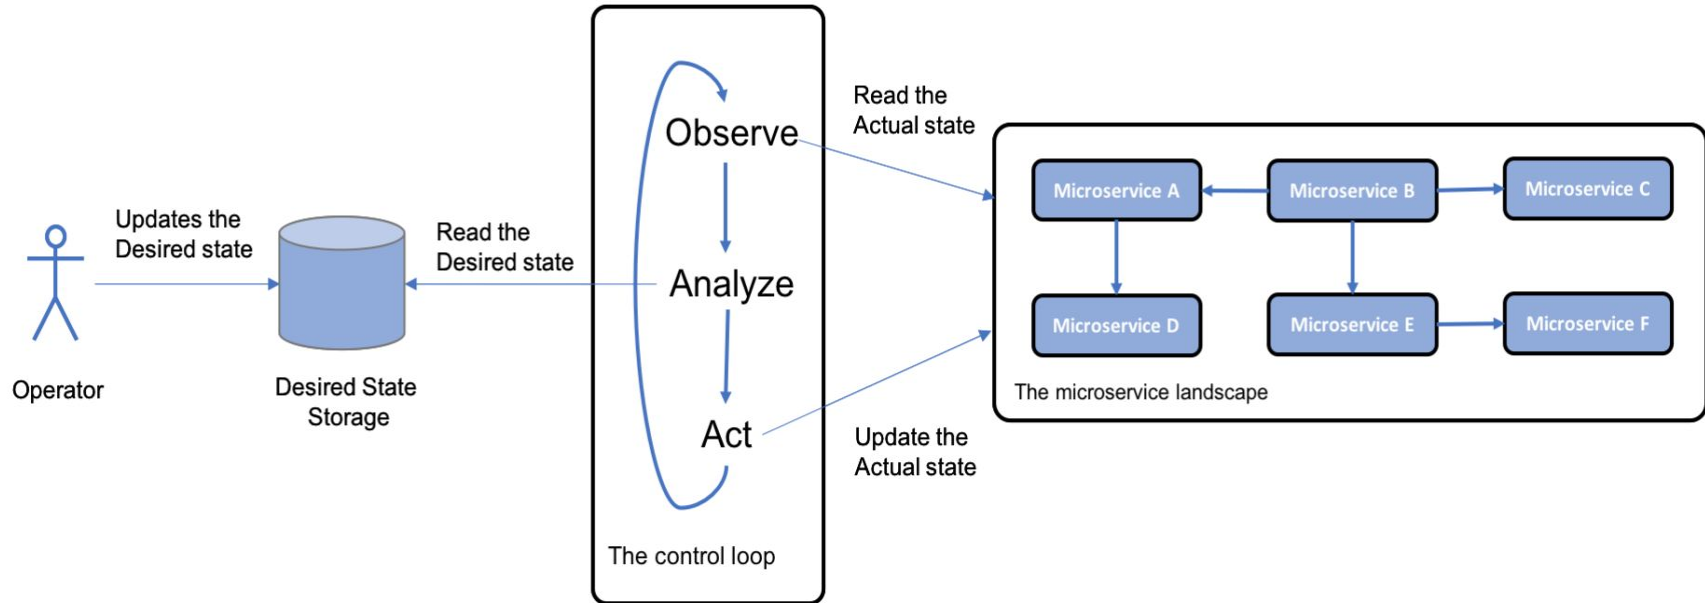 Updates the
Desired state
Operator
Desired State
Storage
Read the
Desired state
Observe
Analyze
Act
The control loop
Read the
Actual state
Update the
Actual state
Microservice A
Microservice B
Microservice C
Microservice D
Microservice E
Microservice F
The microservice landscape